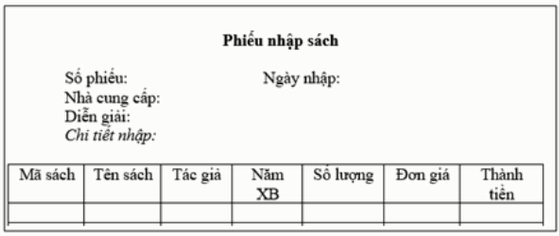 Phiếu nhập sách
Số phiếu: Ngày nhập:
Nhà cung cấp:
Diễn giải:
Chi tiết nhập:
Mã sách Tên sách Tác giả Năm XB Số lượng Đơn giá Thành tiền